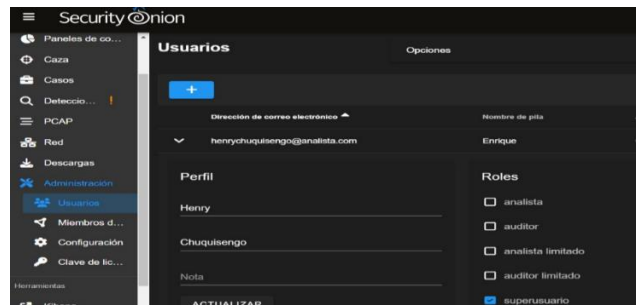 Security Onion
Paneles de co...
Caza
Casos
Deteccio... !
PCAP
Red
Descargas
Administración
Usuarios
Miembros d...
Configuración
Clave de lic...
Herramientas
Kibana
Usuarios
Opciones
+
Dirección de correo electrónico
Nombre de pila
henrychuquisengo@analista.com
Enrique
Perfil
Henry
Chuquisengo
Nota
ACTUALIZAR
Roles
analista
auditor
analista limitado
auditor limitado
superusuario